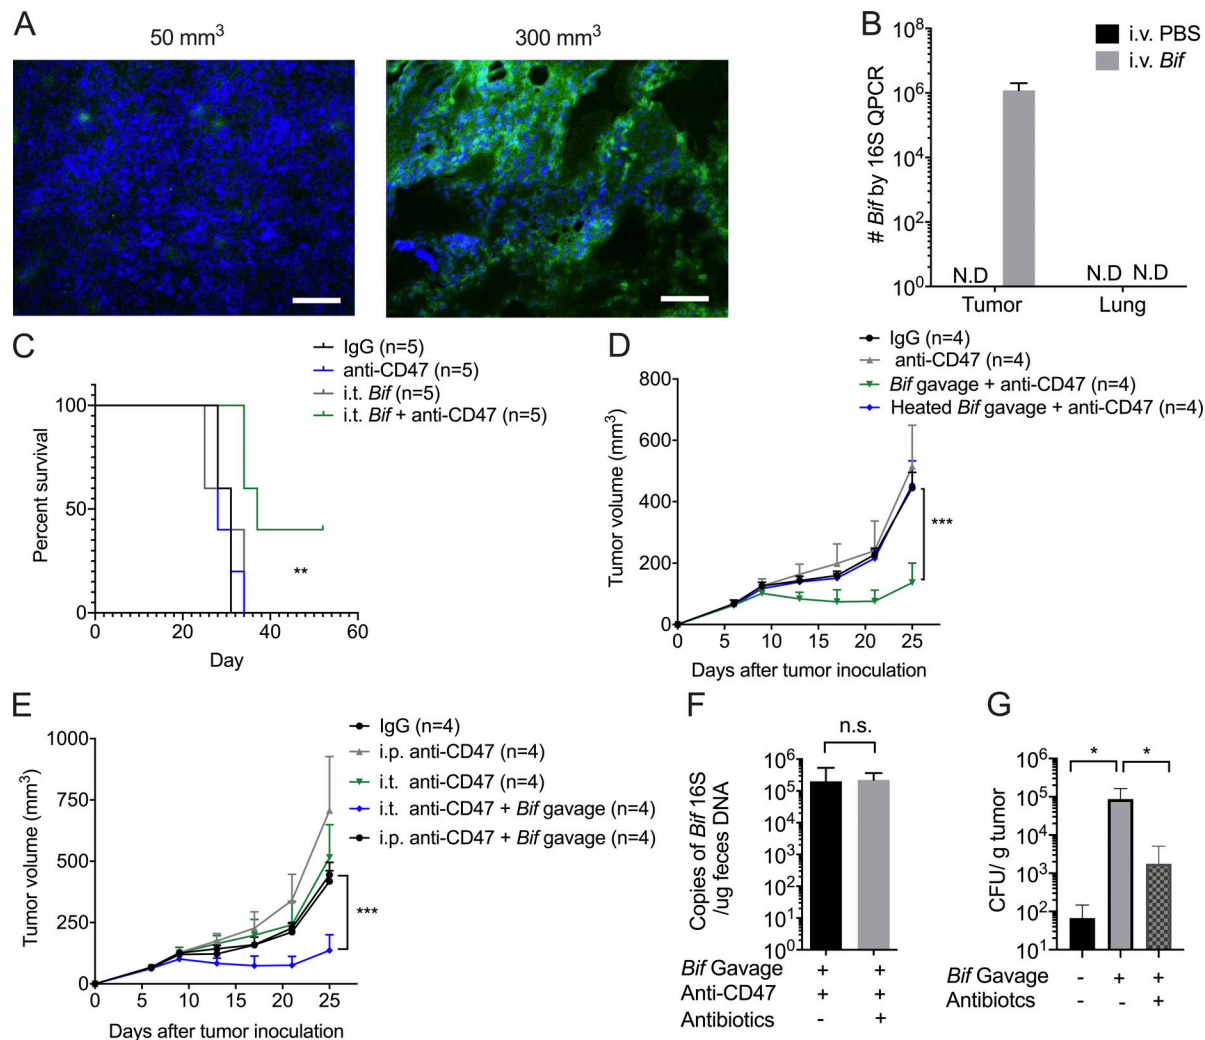 A
50 mm3
300 mm3
B
# Bif by 16S QPCR
10^8
10^6
10^4
10^2
10^0
i.v. PBS
i.v. Bif
N.D
N.D N.D
Tumor
Lung
C
IgG (n=5)
anti-CD47 (n=5)
i.t. Bif (n=5)
i.t. Bif + anti-CD47 (n=5)
Percent survival
100
50
0
**
0 20 40 60
Day
D
IgG (n=4)
anti-CD47 (n=4)
Bif gavage + anti-CD47 (n=4)
Heated Bif gavage + anti-CD47 (n=4)
Tumor volume (mm3)
800
600
400
200
0
***
0 5 10 15 20 25
Days after tumor inoculation
E
IgG (n=4)
i.p. anti-CD47 (n=4)
i.t. anti-CD47 (n=4)
i.t. anti-CD47 + Bif gavage (n=4)
i.p. anti-CD47 + Bif gavage (n=4)
Tumor volume (mm3)
1000
750
500
250
0
***
0 5 10 15 20 25
Days after tumor inoculation
F
n.s.
Copies of Bif 16S
/ug feces DNA
10^6
10^5
10^4
10^3
10^2
10^1
10^0
Bif Gavage + +
Anti-CD47 + +
Antibiotics - +
G
* *
CFU/ g tumor
10^6
10^5
10^4
10^3
10^2
10^1
Bif Gavage - + +
Antibiotcs - - +